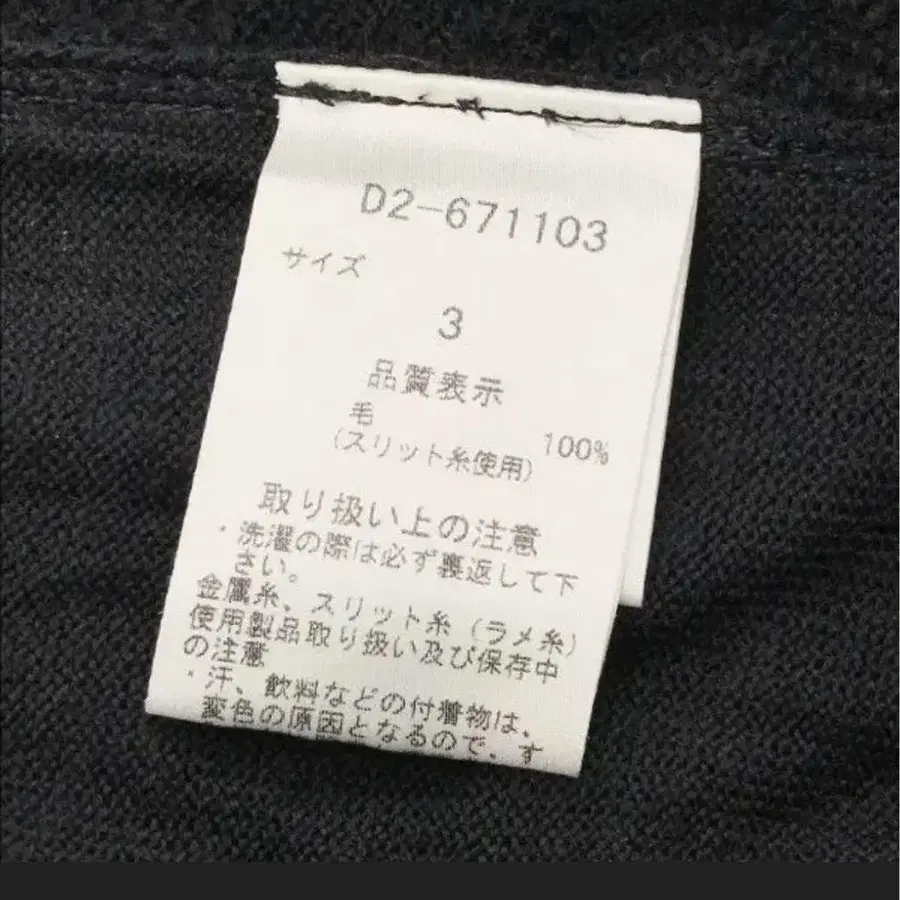 D2-671103
サイズ
3
品質表示
毛 100%
(スリット糸使用)
取り扱い上の注意
・洗濯の際は必ず裏返して下
さい。
金属糸、スリット糸(ラメ糸)
使用製品取り扱い及び保存中
の注意
・汗、飲料などの付着物は、
変色の原因となるので、す